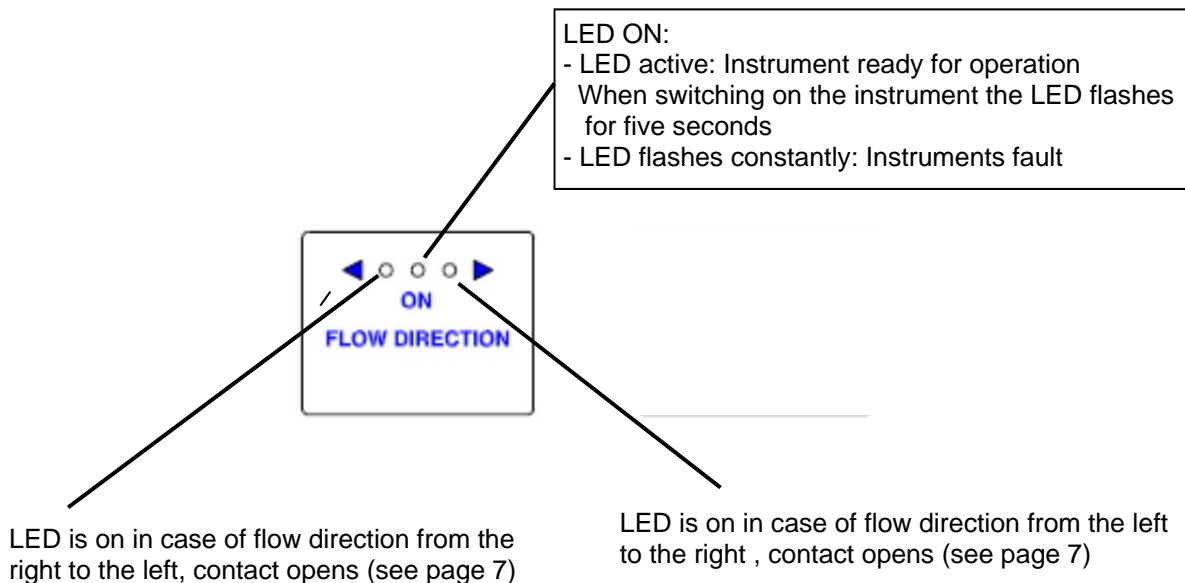 LED ON:
- LED active: Instrument ready for operation
When switching on the instrument the LED flashes
for five seconds
- LED flashes constantly: Instruments fault
ON
FLOW DIRECTION
LED is on in case of flow direction from the
right to the left, contact opens (see page 7)
LED is on in case of flow direction from the left
to the right , contact opens (see page 7)